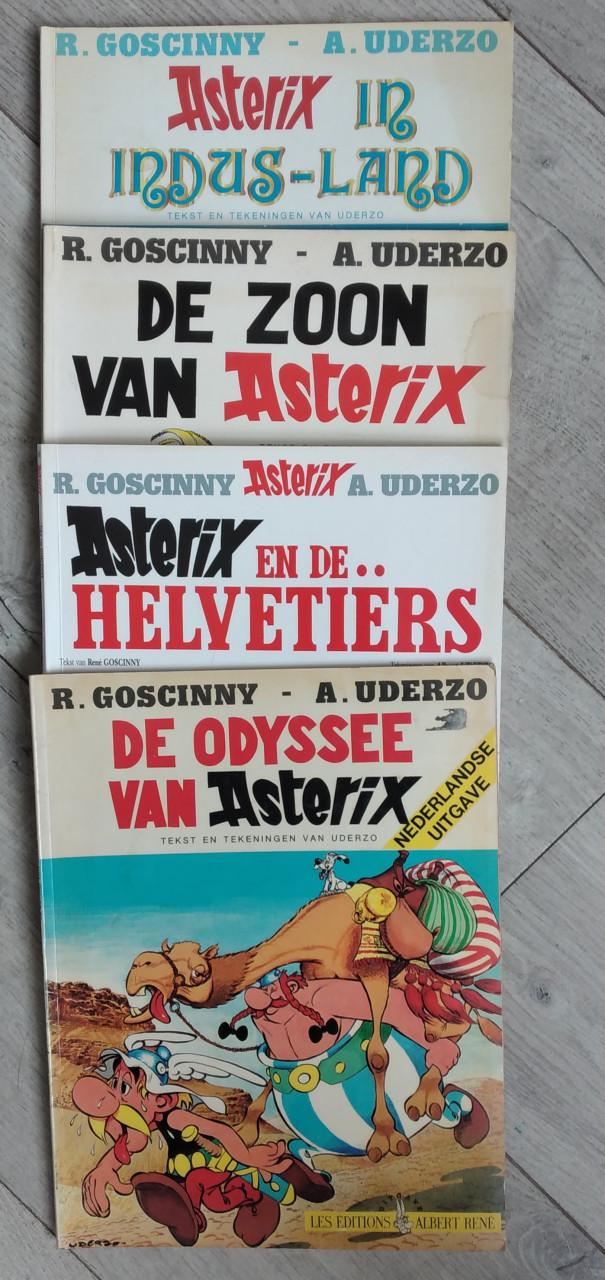 R. GOSCINNY - A. UDERZO
Asterix IN
INDUS-LAND
TEKST EN TEKENINGEN VAN UDERZO
R. GOSCINNY - A. UDERZO
DE ZOON
VAN Asterix
R. GOSCINNY Asterix A. UDERZO
Asterix EN DE
HELVETIËRS
Tekst van René GOSCINNY
R. GOSCINNY - A. UDERZO
DE ODYSSEE
VAN Asterix
TEKST EN TEKENINGEN VAN UDERZO
NEDERLANDSE
UITGAVE
LES EDITIONS ALBERT RENE
UDERZO